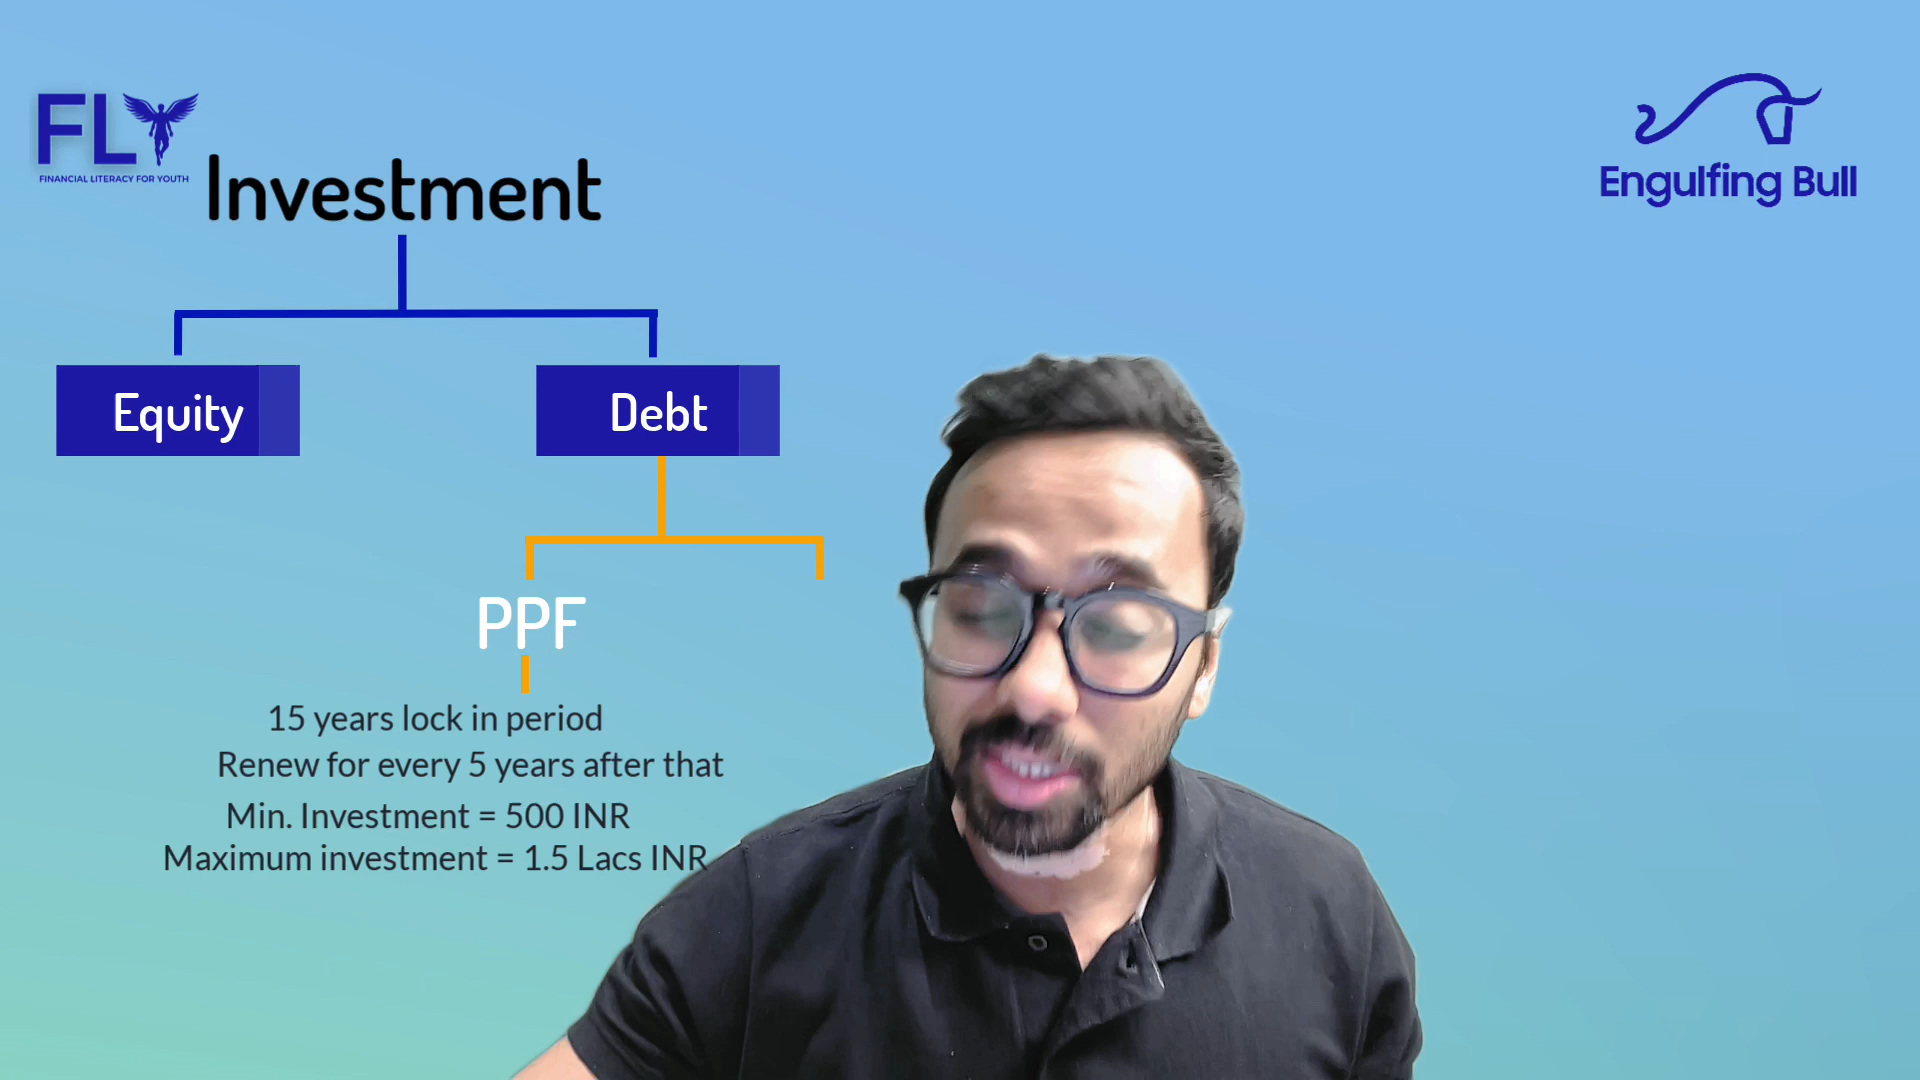 FLY
FINANCIAL LITERACY FOR YOUTH
Engulfing Bull
Investment
Equity
Debt
PPF
15 years lock in period
Renew for every 5 years after that
Min. Investment = 500 INR
Maximum investment = 1.5 Lacs INR